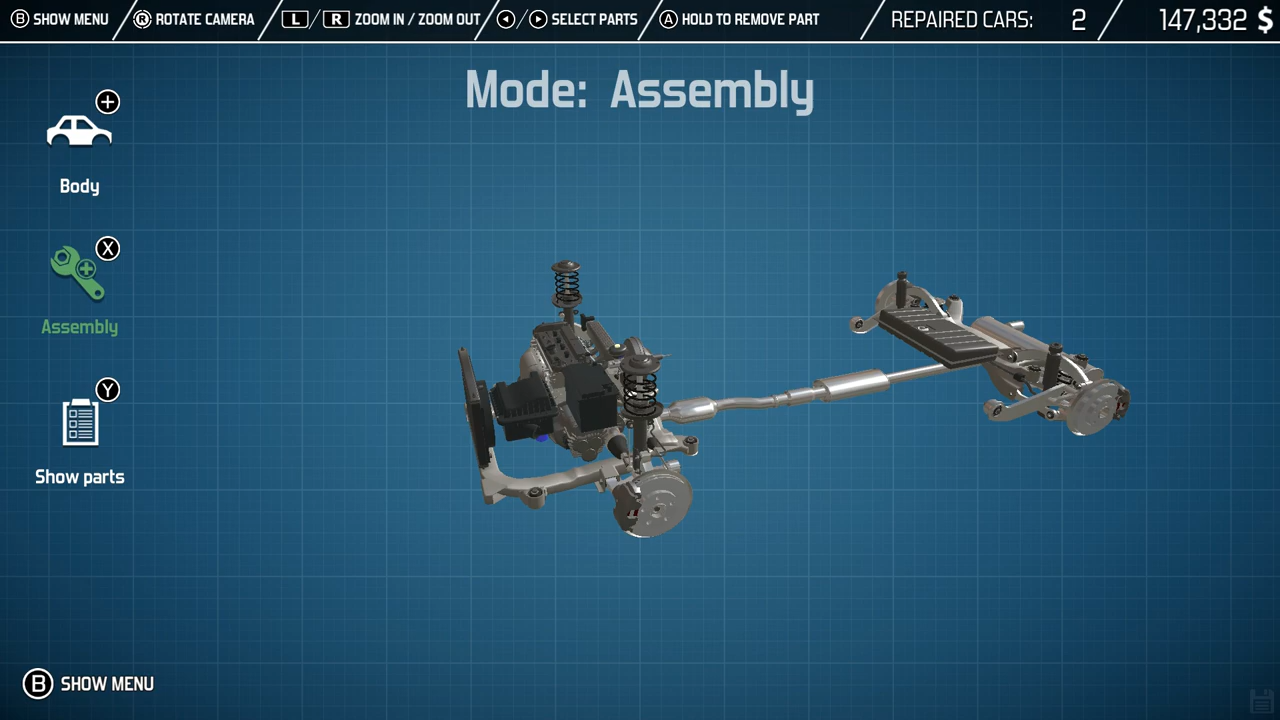 B SHOW MENU R ROTATE CAMERA L / R ZOOM IN / ZOOM OUT / SELECT PARTS A HOLD TO REMOVE PART REPAIRED CARS: 2 147,332 $
Mode: Assembly
Body
X
Assembly
Y
Show parts
B SHOW MENU